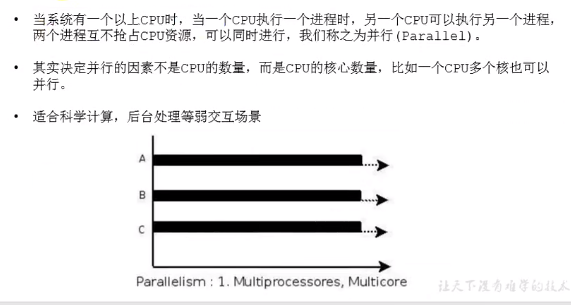 • 当系统有一个以上CPU时，当一个CPU执行一个进程时，另一个CPU可以执行另一个进程，
两个进程互不抢占CPU资源，可以同时进行，我们称之为并行(Parallel)。
• 其实决定并行的因素不是CPU的数量，而是CPU的核心数量，比如一个CPU多个核也可以
并行。
• 适合科学计算，后台处理等弱交互场景
A
B
C
Parallelism : 1. Multiprocessores, Multicore
让天下没有难学的技术